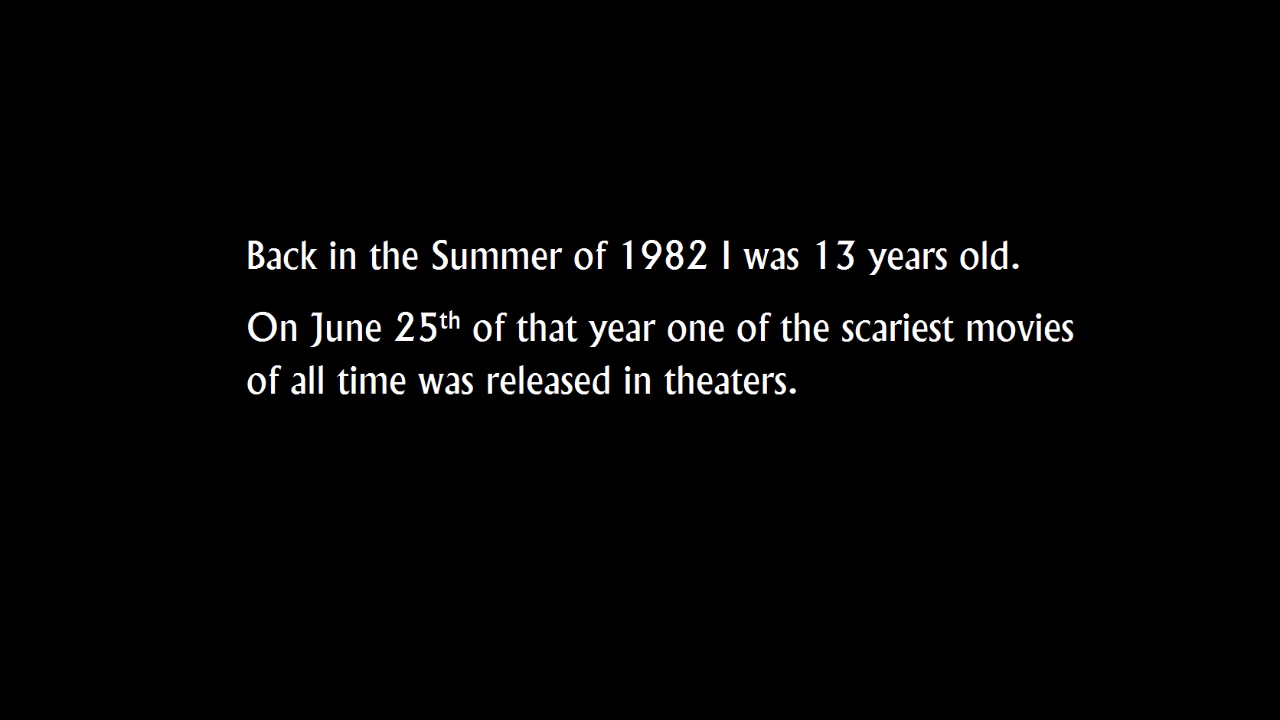 Back in the Summer of 1982 I was 13 years old.
On June 25th of that year one of the scariest movies
of all time was released in theaters.